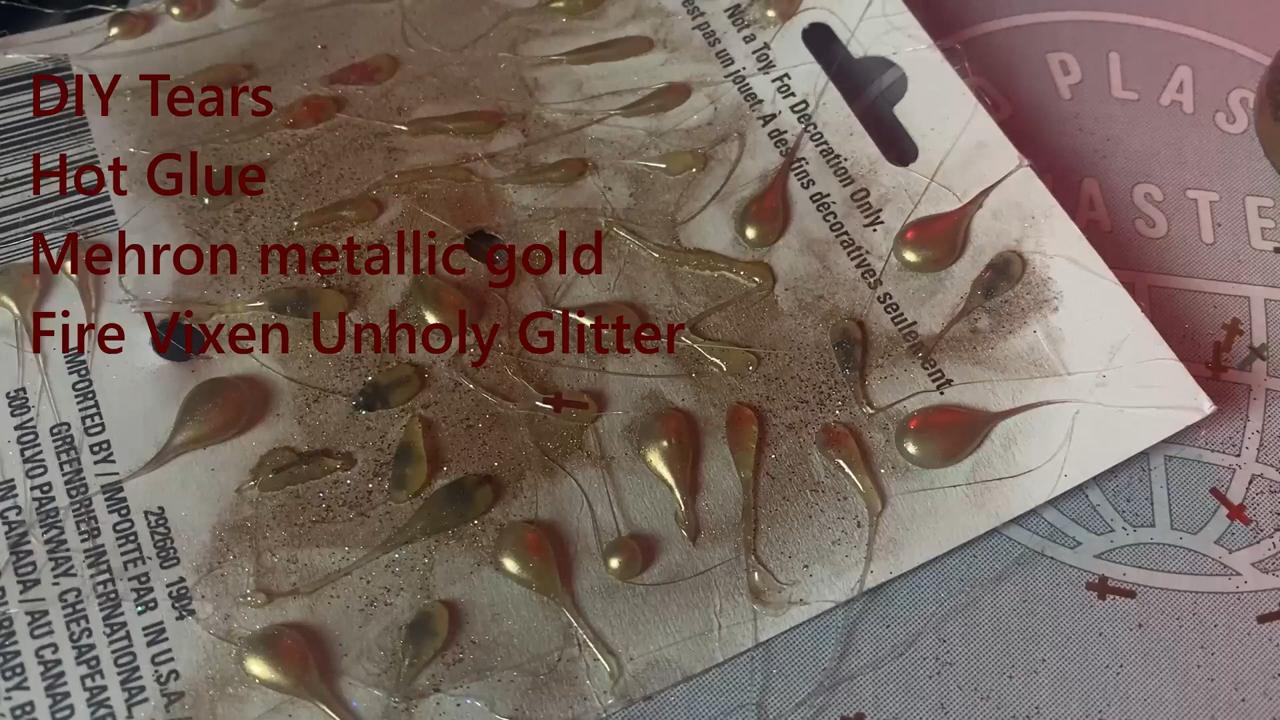 DIY Tears
Hot Glue
Mehron metallic gold
Fire Vixen Unholy Glitter
Not a Toy. For Decoration Only.
est pas un jouet. À des fins décoratives seulement.
PLAS
ASTE
292660 1904
IMPORTED BY / IMPORTÉ PAR IN U.S.A.
GREENBRIER INTERNATIONAL,
500 VOLVO PARKWAY, CHESAPEAKE
IN CANADA / AU CANAD
RNABY, B